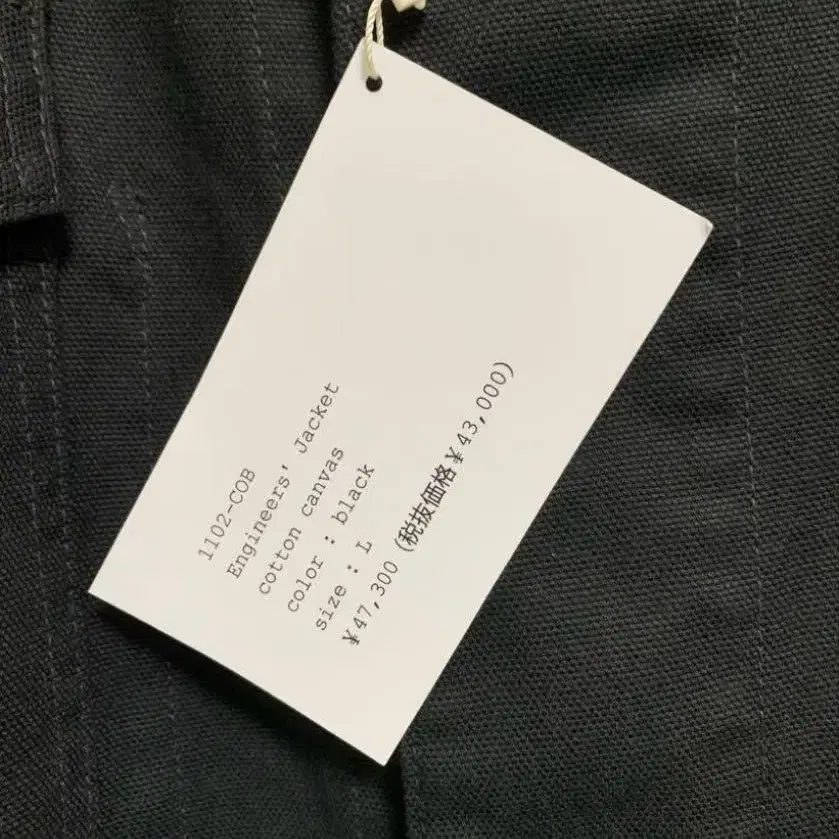 1102-COB
Engineers' Jacket
cotton canvas
color : black
size : L
¥47,300 (税抜価格¥43,000)